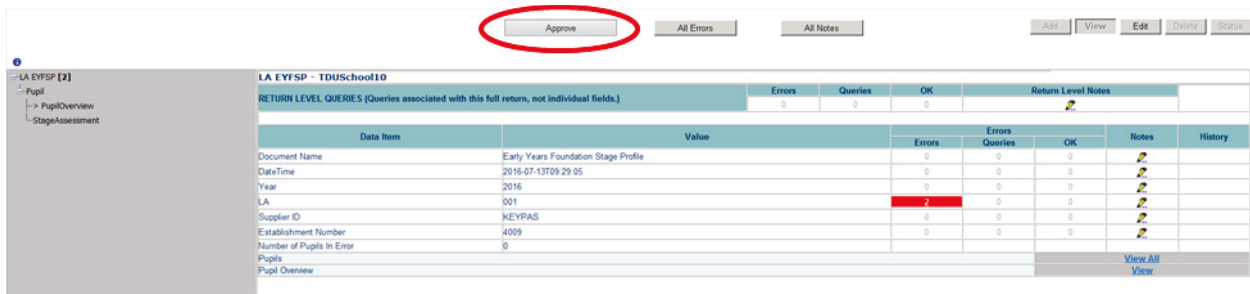 Approve All Errors All Notes Add View Edit Delete Status
LA EYFSP [2]
Pupil
--> PupilOverview
StageAssessment
LA EYFSP - TDUSchool10
RETURN LEVEL QUERIES (Queries associated with this full return, not individual fields.) Errors Queries OK Return Level Notes
0 0 0
Data Item Value Errors Notes History
Errors Queries OK
Document Name Early Years Foundation Stage Profile 0 0 0
DateTime 2016-07-13T09:29:05 0 0 0
Year 2016 0 0 0
LA 001 2 0 0
Supplier ID KEYPAS 0 0 0
Establishment Number 4009 0 0 0
Number of Pupils In Error 0
Pupils View All
Pupil Overview View